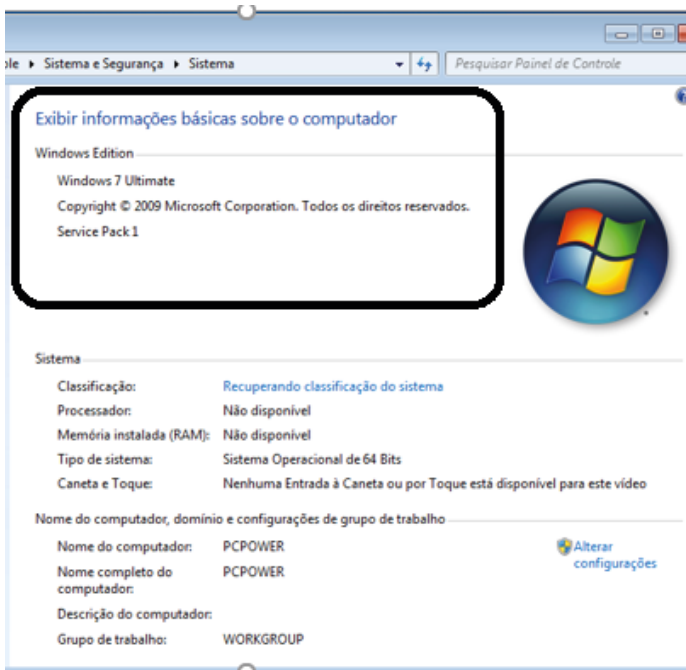 Sistema e Segurança Sistema
Pesquisar Painel de Controle
Exibir informações básicas sobre o computador
Windows Edition
Windows 7 Ultimate
Copyright © 2009 Microsoft Corporation. Todos os direitos reservados.
Service Pack 1
Sistema
Classificação: Recuperando classificação do sistema
Processador: Não disponível
Memória instalada (RAM): Não disponível
Tipo de sistema: Sistema Operacional de 64 Bits
Caneta e Toque: Nenhuma Entrada à Caneta ou por Toque está disponível para este vídeo
Nome do computador, domínio e configurações de grupo de trabalho
Nome do computador: PCPOWER
Alterar
configurações
Nome completo do
computador:
PCPOWER
Descrição do computador:
Grupo de trabalho: WORKGROUP